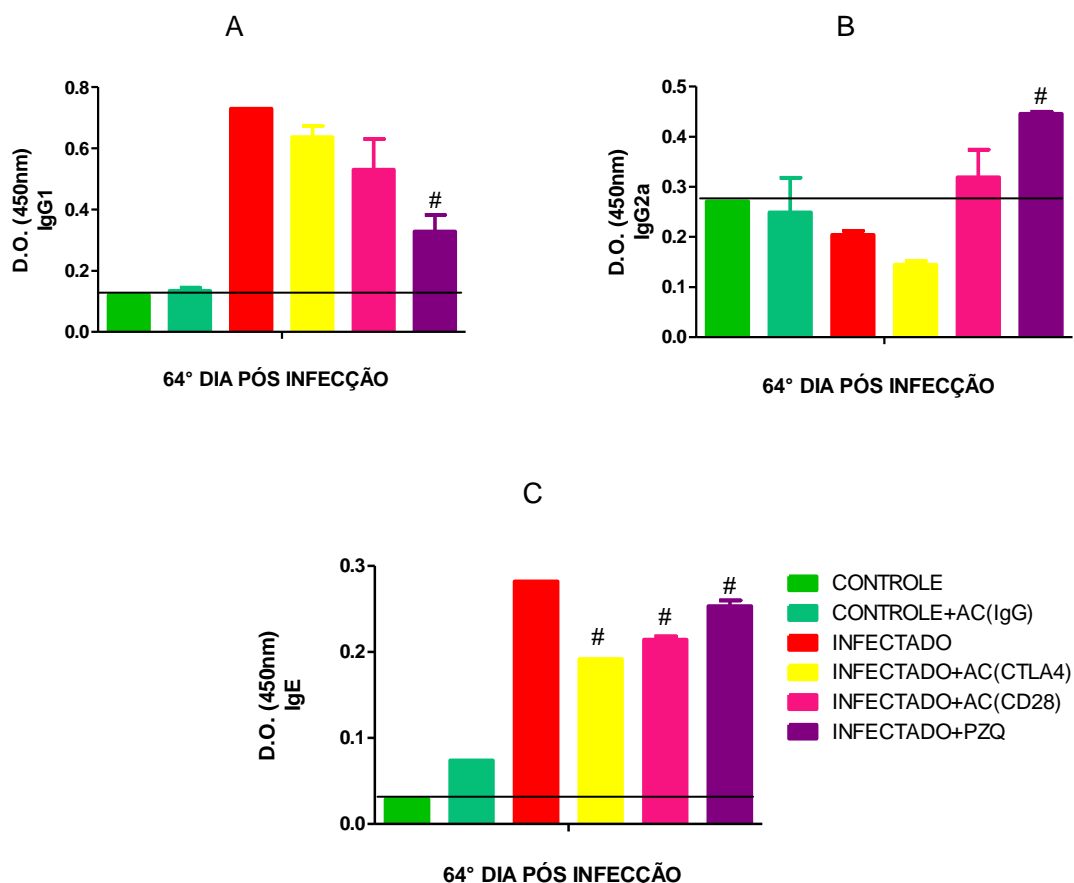 A
D.O. (450nm)
IgG1
0.8
0.6
0.4
0.2
0.0
#
64° DIA PÓS INFECÇÃO
B
D.O. (450nm)
IgG2a
0.5
0.4
0.3
0.2
0.1
0.0
#
64° DIA PÓS INFECÇÃO
C
D.O. (450nm)
IgE
0.3
0.2
0.1
0.0
#
#
#
64° DIA PÓS INFECÇÃO
CONTROLE
CONTROLE+AC(IgG)
INFECTADO
INFECTADO+AC(CTLA4)
INFECTADO+AC(CD28)
INFECTADO+PZQ